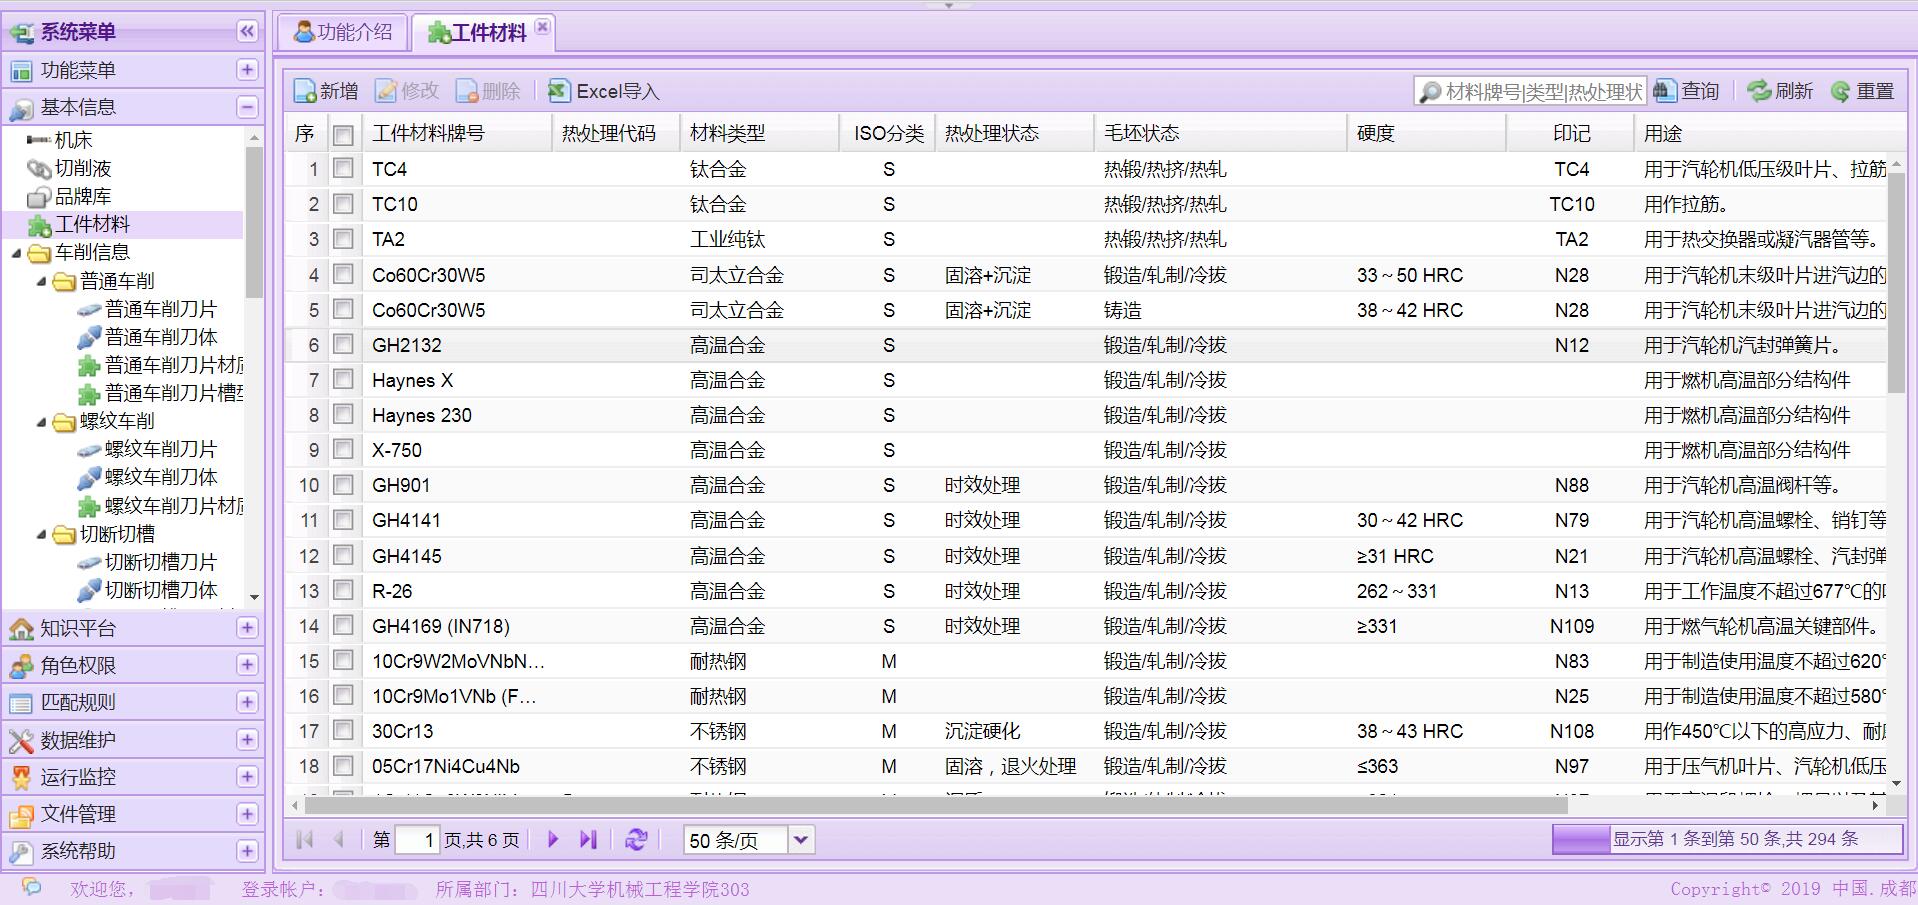 系统菜单
功能菜单
基本信息
机床
切削液
品牌库
工件材料
车削信息
普通车削
普通车削刀片
普通车削刀体
普通车削刀片材质
普通车削刀片槽型
螺纹车削
螺纹车削刀片
螺纹车削刀体
螺纹车削刀片材质
切断切槽
切断切槽刀片
切断切槽刀体
知识平台
角色权限
匹配规则
数据维护
运行监控
文件管理
系统帮助
功能介绍 工件材料
新增 修改 删除 Excel导入 材料牌号|类型|热处理状 查询 刷新 重置
序 工件材料牌号 热处理代码 材料类型 ISO分类 热处理状态 毛坯状态 硬度 印记 用途
1 TC4 钛合金 S 热锻/热挤/热轧 TC4 用于汽轮机低压级叶片、拉筋
2 TC10 钛合金 S 热锻/热挤/热轧 TC10 用作拉筋。
3 TA2 工业纯钛 S 热锻/热挤/热轧 TA2 用于热交换器或凝汽器管等。
4 Co60Cr30W5 司太立合金 S 固溶+沉淀 锻造/轧制/冷拔 33～50 HRC N28 用于汽轮机末级叶片进汽边的
5 Co60Cr30W5 司太立合金 S 固溶+沉淀 铸造 38～42 HRC N28 用于汽轮机末级叶片进汽边的
6 GH2132 高温合金 S 锻造/轧制/冷拔 N12 用于汽轮机汽封弹簧片。
7 Haynes X 高温合金 S 锻造/轧制/冷拔 用于燃机高温部分结构件
8 Haynes 230 高温合金 S 锻造/轧制/冷拔 用于燃机高温部分结构件
9 X-750 高温合金 S 锻造/轧制/冷拔 用于燃机高温部分结构件
10 GH901 高温合金 S 时效处理 锻造/轧制/冷拔 N88 用于汽轮机高温阀杆等。
11 GH4141 高温合金 S 时效处理 锻造/轧制/冷拔 30～42 HRC N79 用于汽轮机高温螺栓、销钉等
12 GH4145 高温合金 S 时效处理 锻造/轧制/冷拔 ≥31 HRC N21 用于汽轮机高温螺栓、汽封弹
13 R-26 高温合金 S 时效处理 锻造/轧制/冷拔 262～331 N13 用于工作温度不超过677℃的
14 GH4169 (IN718) 高温合金 S 时效处理 锻造/轧制/冷拔 ≥331 N109 用于燃气轮机高温关键部件。
15 10Cr9W2MoVNbN... 耐热钢 M 锻造/轧制/冷拔 N83 用于制造使用温度不超过620℃
16 10Cr9Mo1VNb (F... 耐热钢 M 锻造/轧制/冷拔 N25 用于制造使用温度不超过580℃
17 30Cr13 不锈钢 M 沉淀硬化 锻造/轧制/冷拔 38～43 HRC N108 用作450℃以下的高应力、耐
18 05Cr17Ni4Cu4Nb 不锈钢 M 固溶，退火处理 锻造/轧制/冷拔 ≤363 N97 用于压气机叶片、汽轮机低压
第 1 页,共 6 页 50 条/页 显示第 1 条到第 50 条,共 294 条
欢迎您， 登录帐户： 所属部门：四川大学机械工程学院303 Copyright© 2019 中国.成都